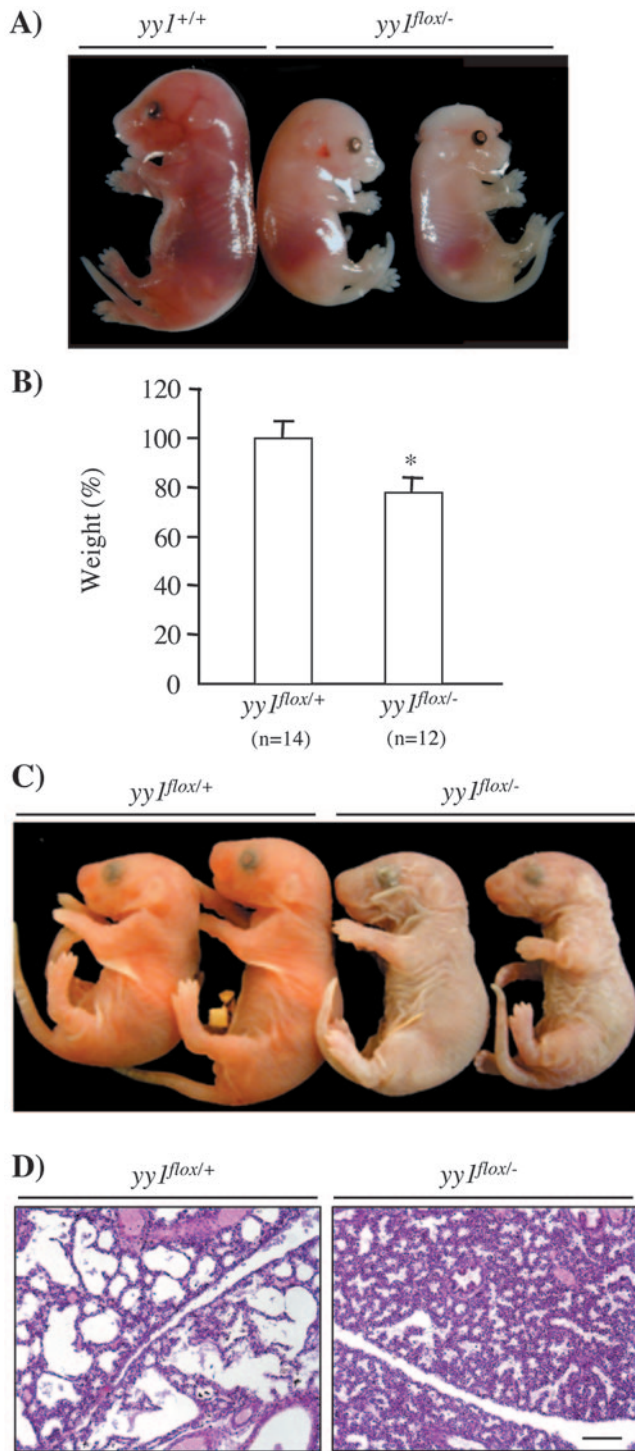 A)
yy1+/+ yy1flox/-
B)
120
100
80
60
40
20
0
Weight (%)
*
yy1flox/+ yy1flox/-
(n=14) (n=12)
C)
yy1flox/+ yy1flox/-
D)
yy1flox/+ yy1flox/-